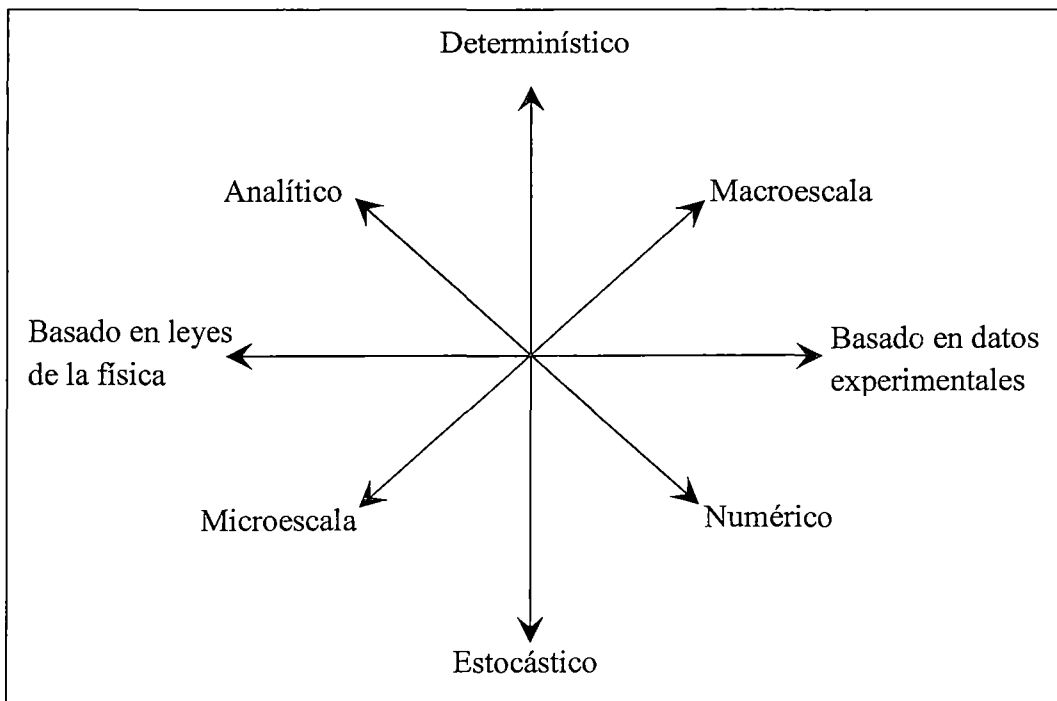 Determinístico
Analítico
Macroescala
Basado en leyes
de la física
Basado en datos
experimentales
Microescala
Numérico
Estocástico